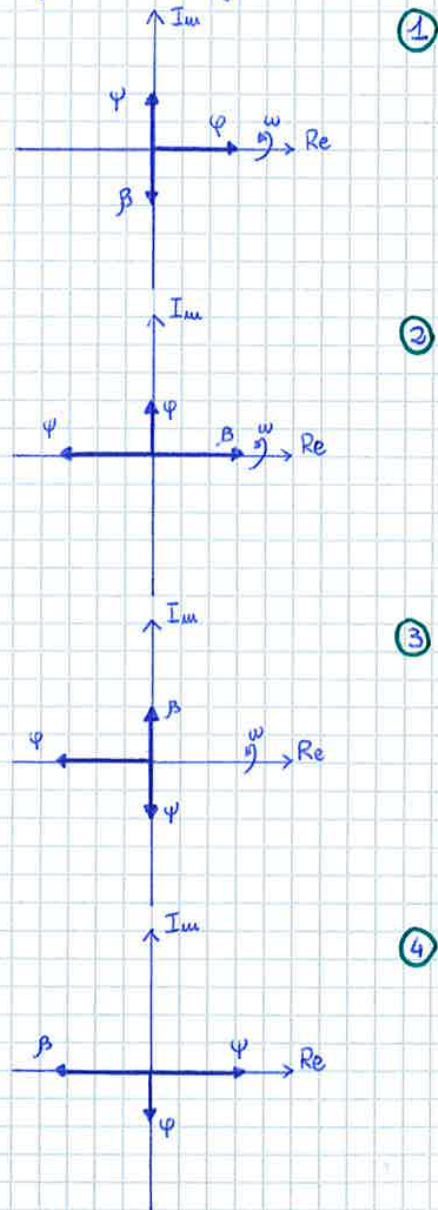 Im ①
ψ
φ ω Re
β
Im ②
φ
ψ β ω Re
Im ③
β
φ ω Re
ψ
Im ④
β ψ Re
φ